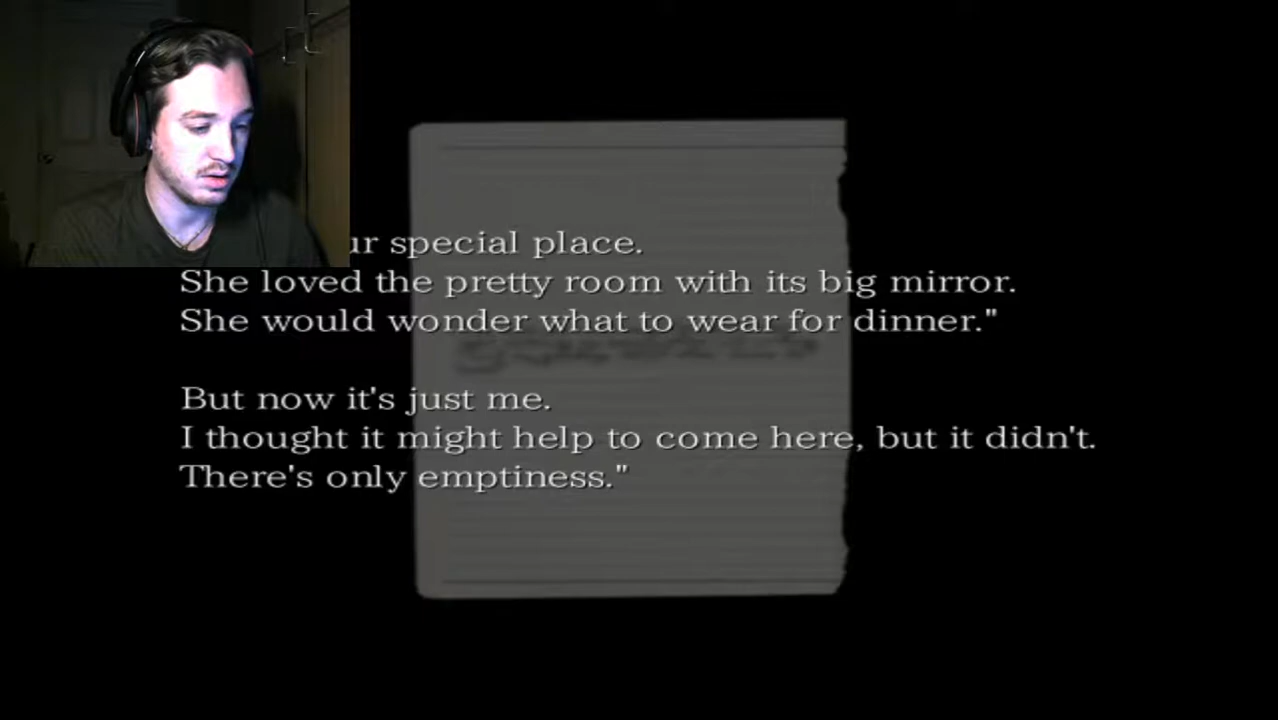 special place.
She loved the pretty room with its big mirror.
She would wonder what to wear for dinner."
But now it's just me.
I thought it might help to come here, but it didn't.
There's only emptiness."